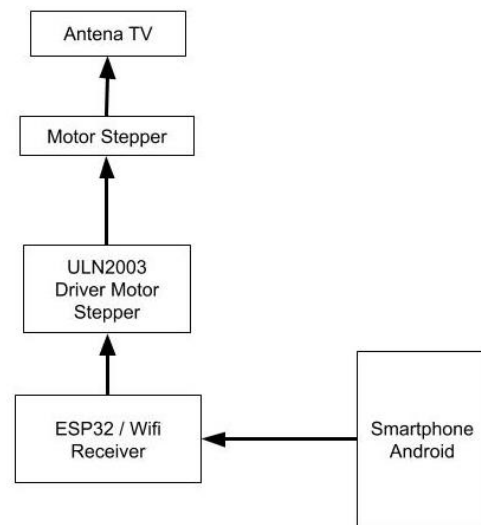 Antena TV
Motor Stepper
ULN2003
Driver Motor
Stepper
ESP32 / Wifi
Receiver
Smartphone
Android